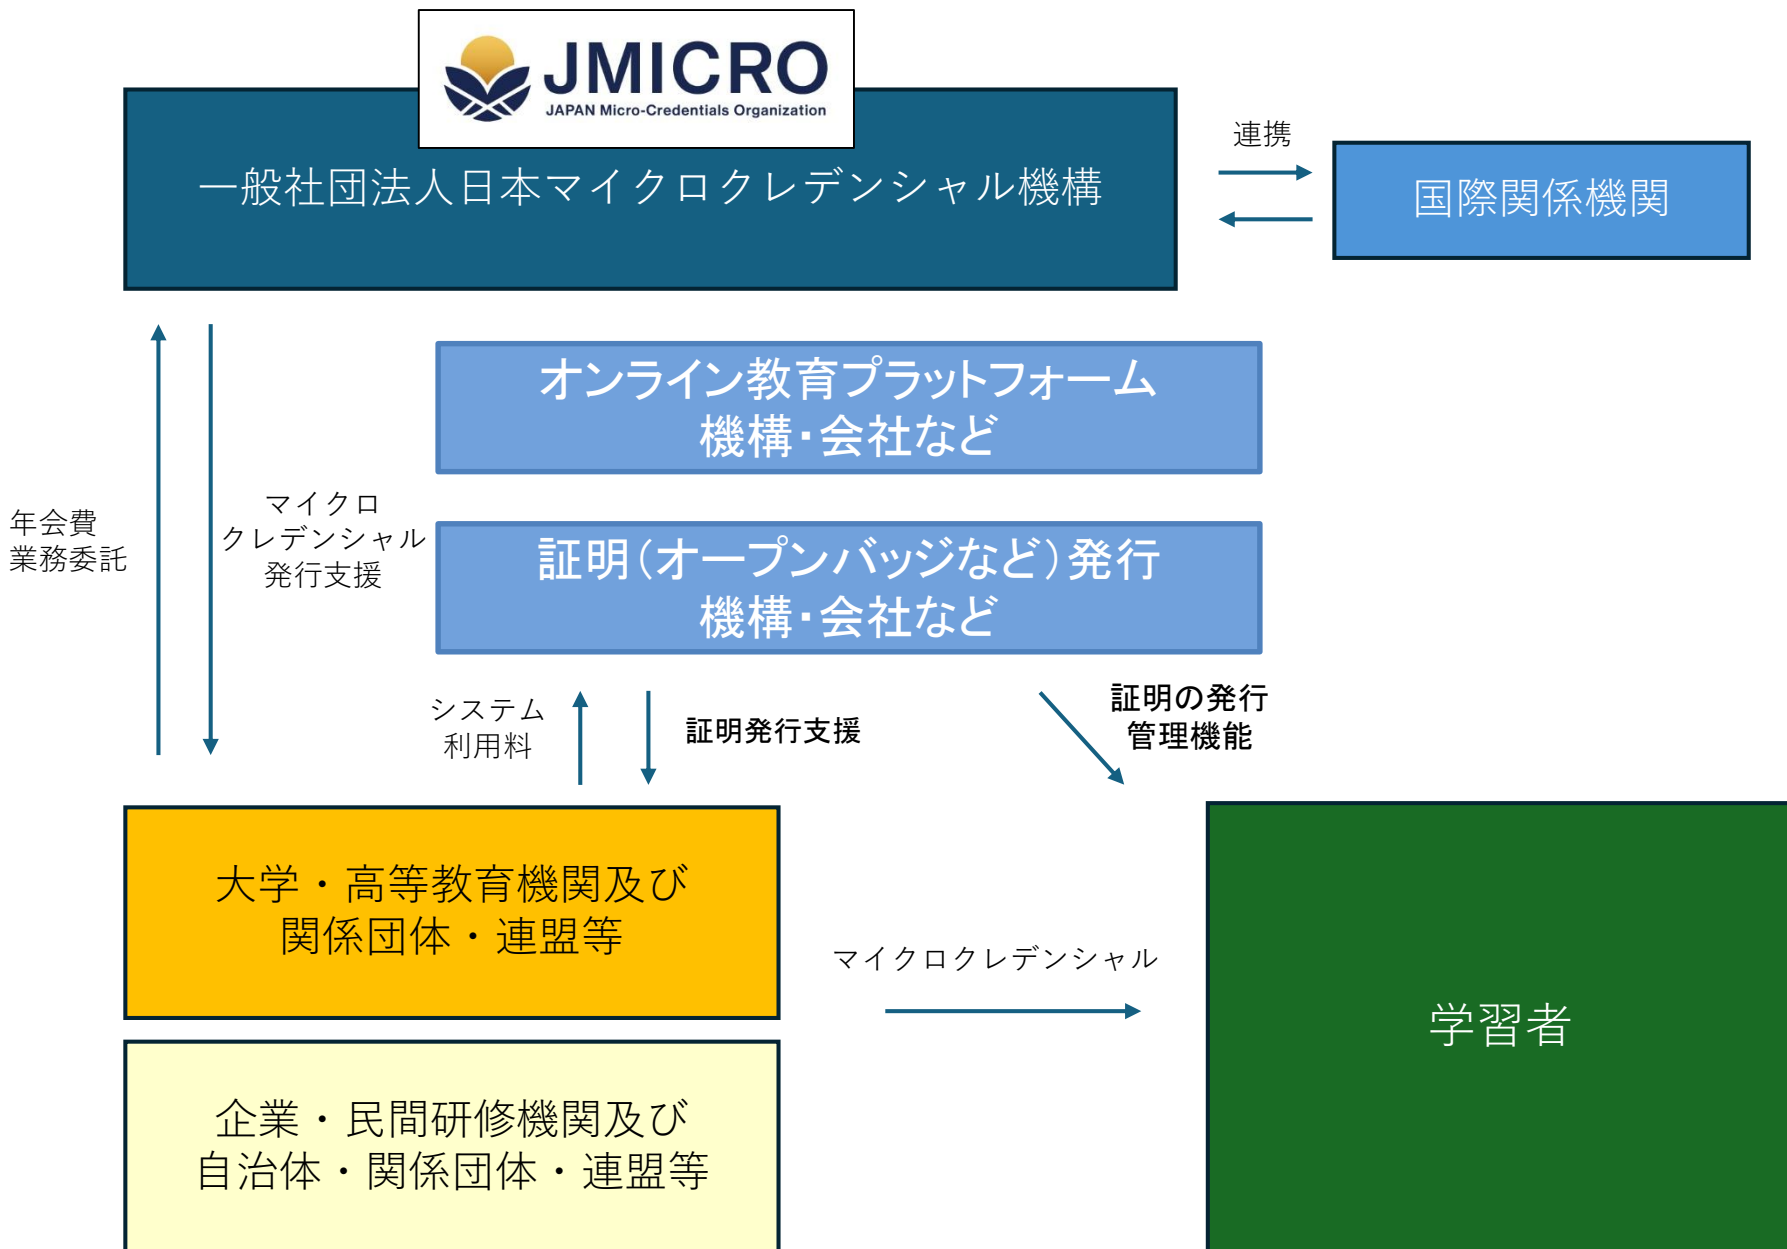 JMICRO
JAPAN Micro-Credentials Organization
一般社団法人日本マイクロクレデンシャル機構
連携
国際関係機関
オンライン教育プラットフォーム
機構・会社など
証明（オープンバッジなど）発行
機構・会社など
年会費
業務委託
マイクロ
クレデンシャル
発行支援
システム
利用料
証明発行支援
証明の発行
管理機能
大学・高等教育機関及び
関係団体・連盟等
マイクロクレデンシャル
学習者
企業・民間研修機関及び
自治体・関係団体・連盟等